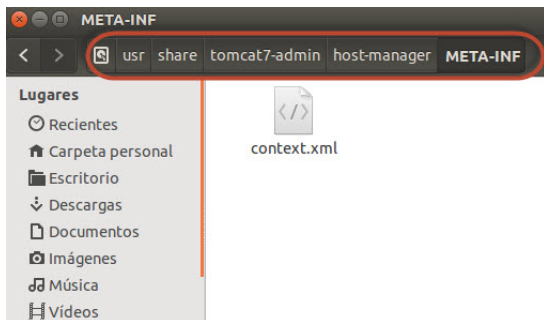 META-INF
usr share tomcat7-admin host-manager META-INF
Lugares
Recientes
Carpeta personal
Escritorio
Descargas
Documentos
Imágenes
Música
Vídeos
</>
context.xml